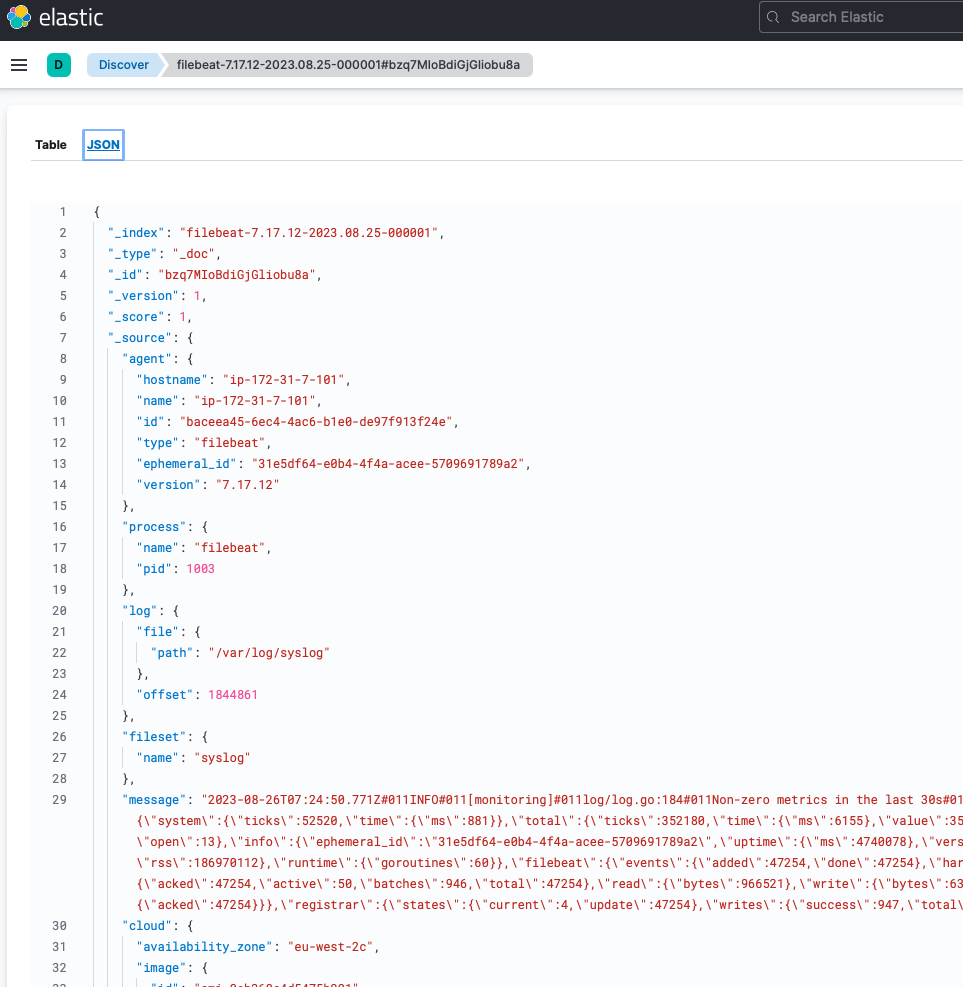 elastic
Search Elastic
D
Discover
filebeat-7.17.12-2023.08.25-000001#bzq7MIoBdiGjGliobu8a
Table
JSON
1 {
2 "_index": "filebeat-7.17.12-2023.08.25-000001",
3 "_type": "_doc",
4 "_id": "bzq7MIoBdiGjGliobu8a",
5 "_version": 1,
6 "_score": 1,
7 "_source": {
8 "agent": {
9 "hostname": "ip-172-31-7-101",
10 "name": "ip-172-31-7-101",
11 "id": "baceea45-6ec4-4ac6-b1e0-de97f913f24e",
12 "type": "filebeat",
13 "ephemeral_id": "31e5df64-e0b4-4f4a-acee-5709691789a2",
14 "version": "7.17.12"
15 },
16 "process": {
17 "name": "filebeat",
18 "pid": 1003
19 },
20 "log": {
21 "file": {
22 "path": "/var/log/syslog"
23 },
24 "offset": 1844861
25 },
26 "fileset": {
27 "name": "syslog"
28 },
29 "message": "2023-08-26T07:24:50.771Z#011INFO#011[monitoring]#011log/log.go:184#011Non-zero metrics in the last 30s#01
{\"system\":{\"ticks\":52520,\"time\":{\"ms\":881}},\"total\":{\"ticks\":352180,\"time\":{\"ms\":6155},\"value\":35
\"open\":13},\"info\":{\"ephemeral_id\":\"31e5df64-e0b4-4f4a-acee-5709691789a2\",\"uptime\":{\"ms\":4740078},\"vers
\"rss\":186970112},\"runtime\":{\"goroutines\":60}},\"filebeat\":{\"events\":{\"added\":47254,\"done\":47254},\"har
{\"acked\":47254,\"active\":50,\"batches\":946,\"total\":47254},\"read\":{\"bytes\":966521},\"write\":{\"bytes\":63
{\"acked\":47254}}},\"registrar\":{\"states\":{\"current\":4,\"update\":47254},\"writes\":{\"success\":947,\"total\
30 "cloud": {
31 "availability_zone": "eu-west-2c",
32 "image": {